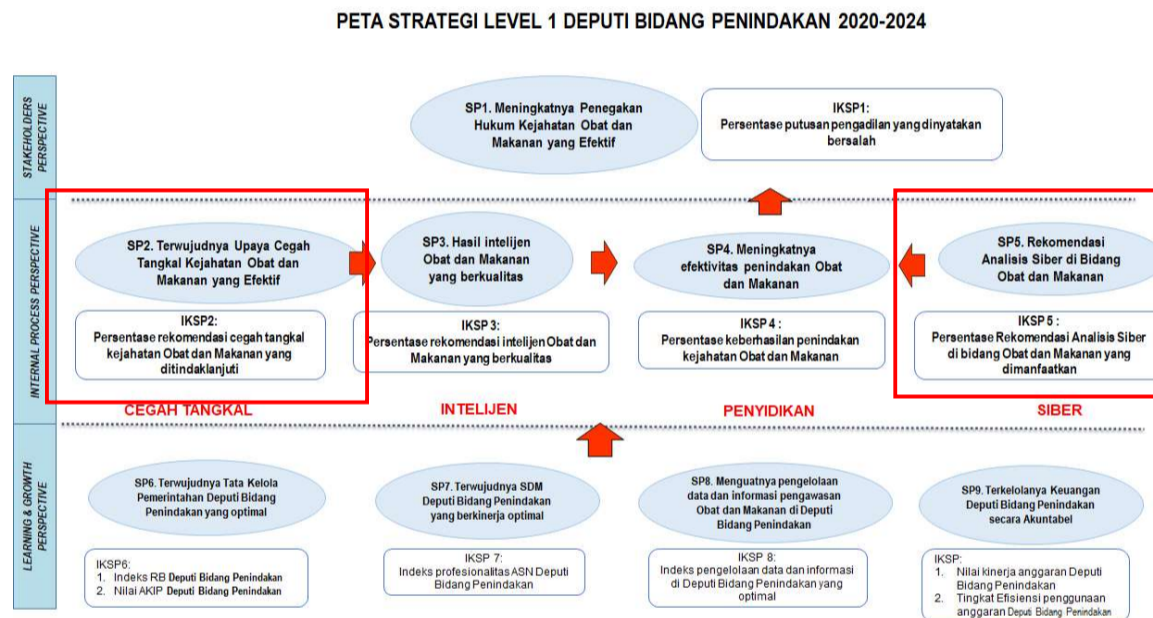 PETA STRATEGI LEVEL 1 DEPUTI BIDANG PENINDAKAN 2020-2024
STAKEHOLDERS
PERSPECTIVE
SP1. Meningkatnya Penegakan
Hukum Kejahatan Obat dan
Makanan yang Efektif
IKSP1:
Persentase putusan pengadilan yang dinyatakan
bersalah
INTERNAL PROCESS PERSPECTIVE
SP2. Terwujudnya Upaya Cegah
Tangkal Kejahatan Obat dan
Makanan yang Efektif
IKSP2:
Persentase rekomendasi cegah tangkal
kejahatan Obat dan Makanan yang
ditindaklanjuti
CEGAH TANGKAL
SP3. Hasil intelijen
Obat dan Makanan
yang berkualitas
IKSP 3:
Persentase rekomendasi intelijen Obat dan
Makanan yang berkualitas
INTELIJEN
SP4. Meningkatnya
efektivitas penindakan Obat
dan Makanan
IKSP 4 :
Persentase keberhasilan penindakan
kejahatan Obat dan Makanan
PENYIDIKAN
SP5. Rekomendasi
Analisis Siber di Bidang
Obat dan Makanan
IKSP 5 :
Persentase Rekomendasi Analisis Siber
di bidang Obat dan Makanan yang
dimanfaatkan
SIBER
LEARNING & GROWTH
PERSPECTIVE
SP6. Terwujudnya Tata Kelola
Pemerintahan Deputi Bidang
Penindakan yang optimal
IKSP6:
1. Indeks RB Deputi Bidang Penindakan
2. Nilai AKIP Deputi Bidang Penindakan
SP7. Terwujudnya SDM
Deputi Bidang Penindakan
yang berkinerja optimal
IKSP 7:
Indeks profesionalitas ASN Deputi
Bidang Penindakan
SP8. Menguatnya pengelolaan
data dan informasi pengawasan
Obat dan Makanan di Deputi
Bidang Penindakan
IKSP 8:
Indeks pengelolaan data dan informasi
di Deputi Bidang Penindakan yang
optimal
SP9. Terkelolanya Keuangan
Deputi Bidang Penindakan
secara Akuntabel
IKSP:
1. Nilai kinerja anggaran Deputi
Bidang Penindakan
2. Tingkat Efisiensi penggunaan
anggaran Deputi Bidang Penindakan